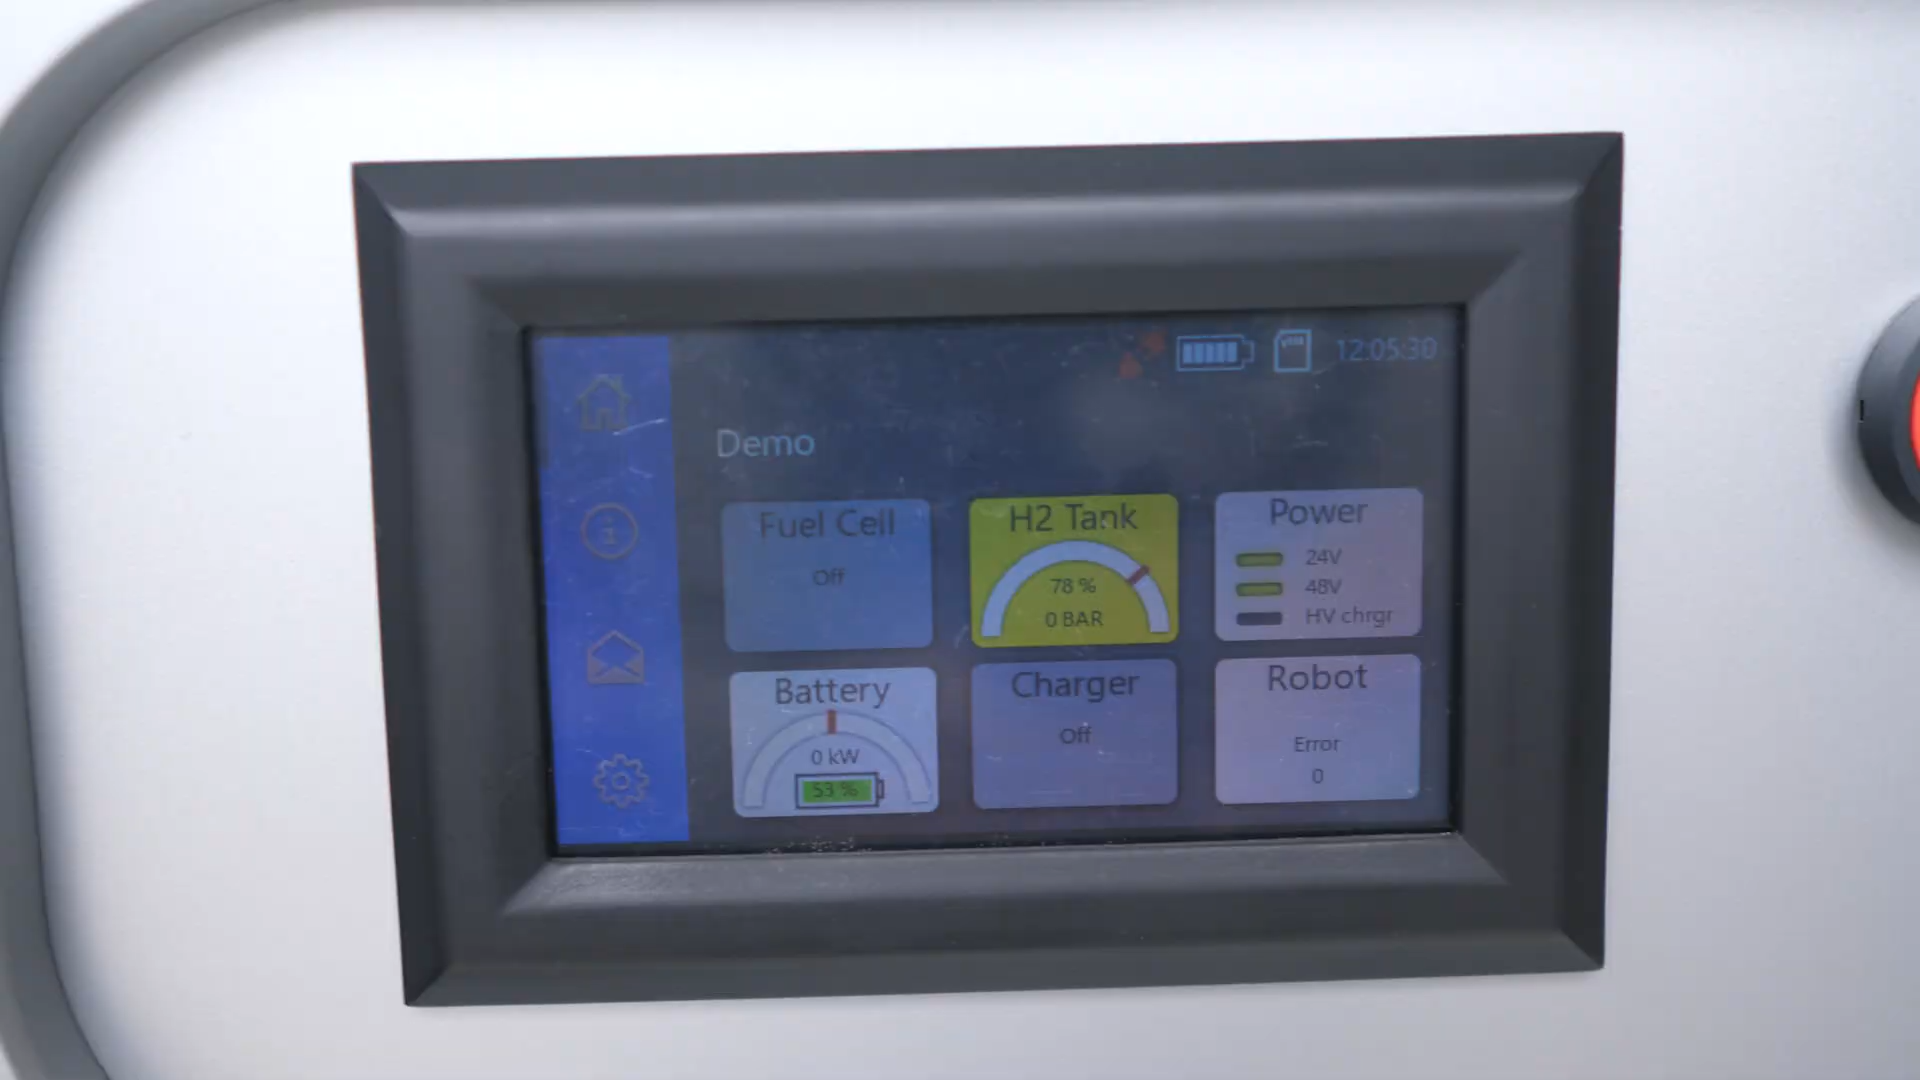 12:05:30
Demo
Fuel Cell
Off
H2 Tank
78 %
0 BAR
Power
24V
48V
HV chrgr
Battery
0 kW
53 %
Charger
Off
Robot
Error
0